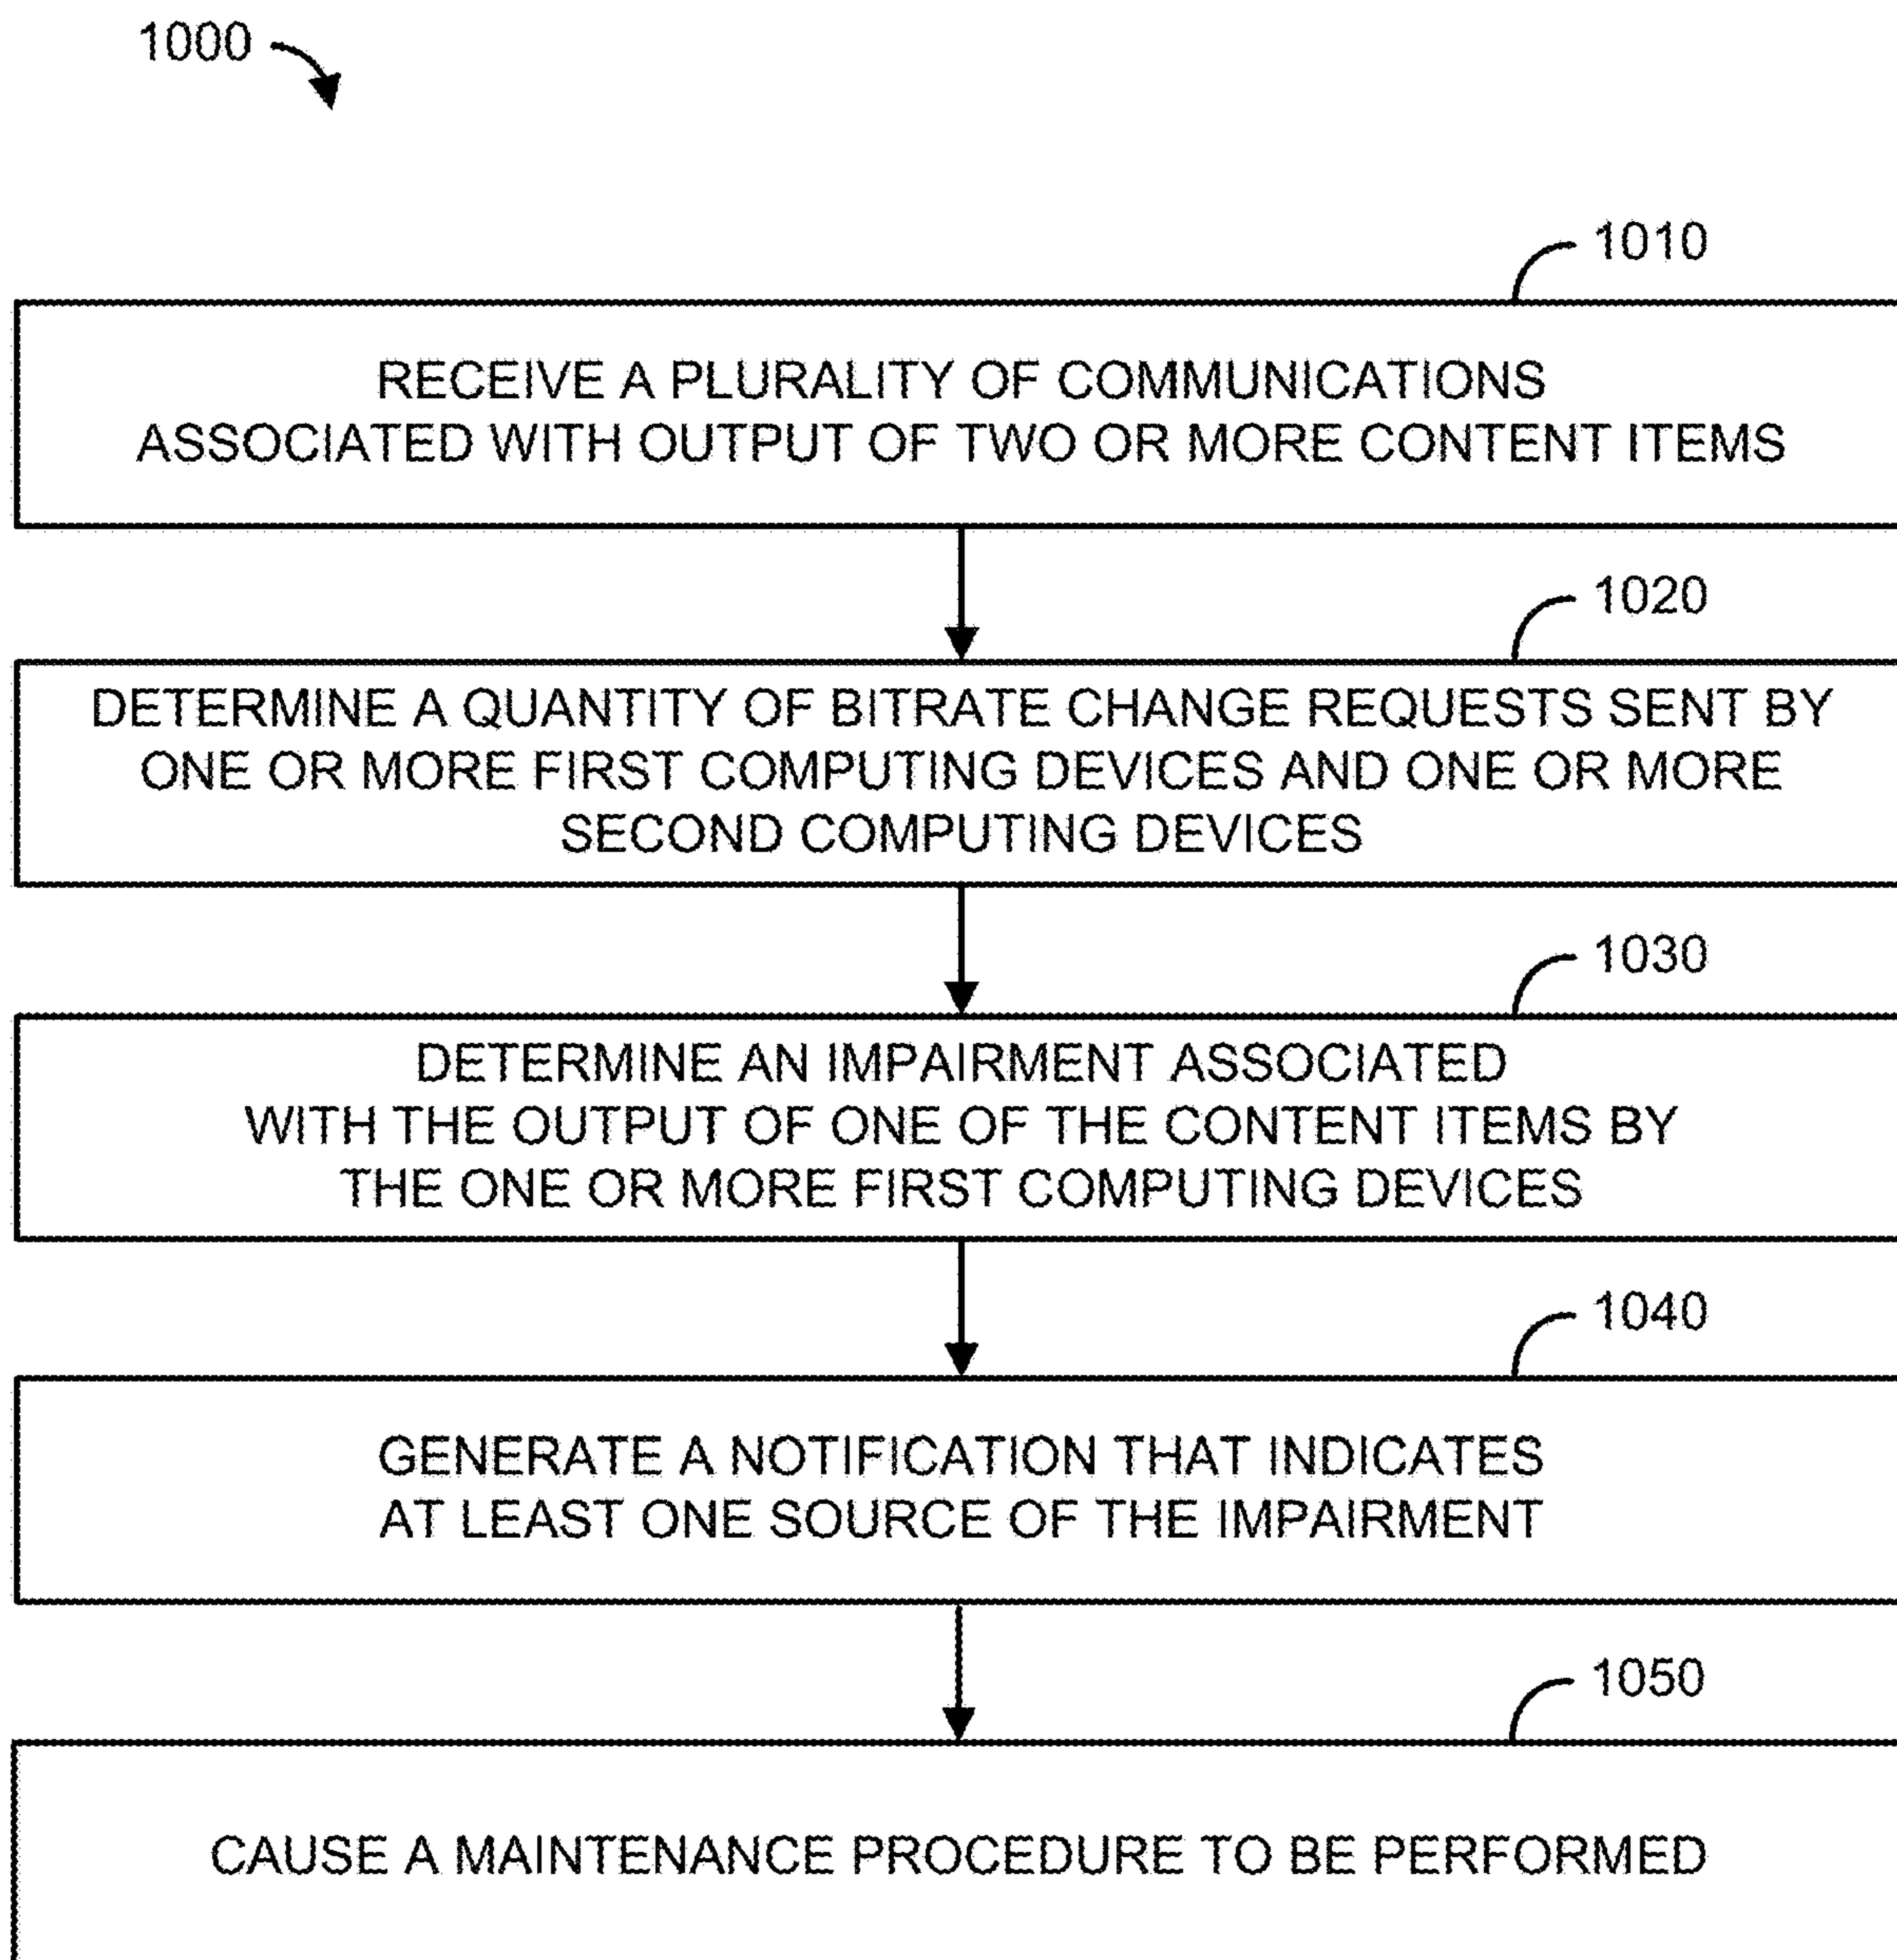 1000
1010
RECEIVE A PLURALITY OF COMMUNICATIONS
ASSOCIATED WITH OUTPUT OF TWO OR MORE CONTENT ITEMS
1020
DETERMINE A QUANTITY OF BITRATE CHANGE REQUESTS SENT BY
ONE OR MORE FIRST COMPUTING DEVICES AND ONE OR MORE
SECOND COMPUTING DEVICES
1030
DETERMINE AN IMPAIRMENT ASSOCIATED
WITH THE OUTPUT OF ONE OF THE CONTENT ITEMS BY
THE ONE OR MORE FIRST COMPUTING DEVICES
1040
GENERATE A NOTIFICATION THAT INDICATES
AT LEAST ONE SOURCE OF THE IMPAIRMENT
1050
CAUSE A MAINTENANCE PROCEDURE TO BE PERFORMED